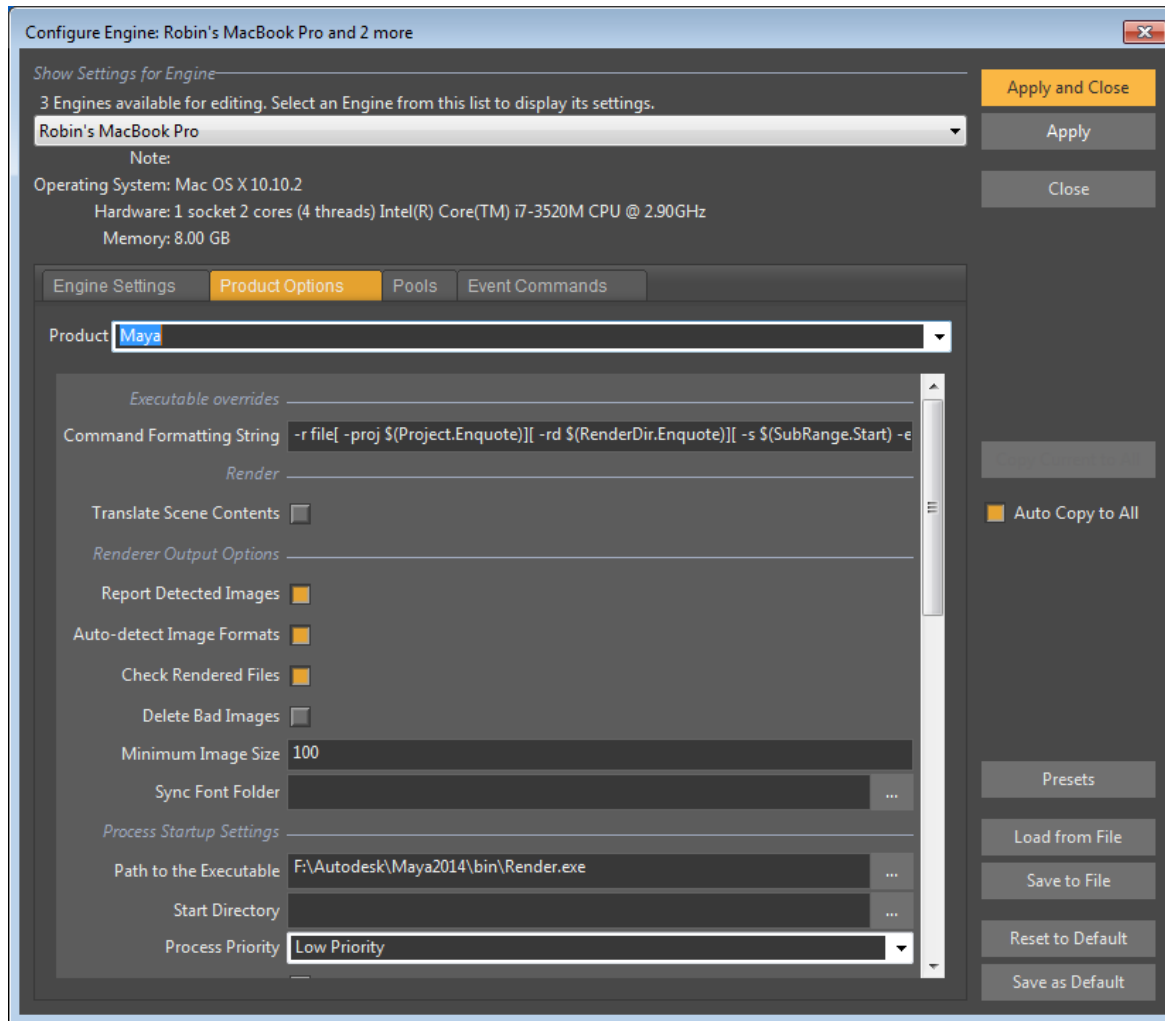 Configure Engine: Robin's MacBook Pro and 2 more
Show Settings for Engine
3 Engines available for editing. Select an Engine from this list to display its settings.
Robin's MacBook Pro
Note:
Operating System: Mac OS X 10.10.2
Hardware: 1 socket 2 cores (4 threads) Intel(R) Core(TM) i7-3520M CPU @ 2.90GHz
Memory: 8.00 GB
Apply and Close
Apply
Close
Engine Settings
Product Options
Pools
Event Commands
Product Maya
Executable overrides
Command Formatting String -r file[ -proj $(Project.Enquote)][ -rd $(RenderDir.Enquote)][ -s $(SubRange.Start) -e
Render
Translate Scene Contents
Renderer Output Options
Report Detected Images
Auto-detect Image Formats
Check Rendered Files
Delete Bad Images
Minimum Image Size 100
Sync Font Folder ...
Process Startup Settings
Path to the Executable F:\Autodesk\Maya2014\bin\Render.exe ...
Start Directory ...
Process Priority Low Priority
Auto Copy to All
Presets
Load from File
Save to File
Reset to Default
Save as Default